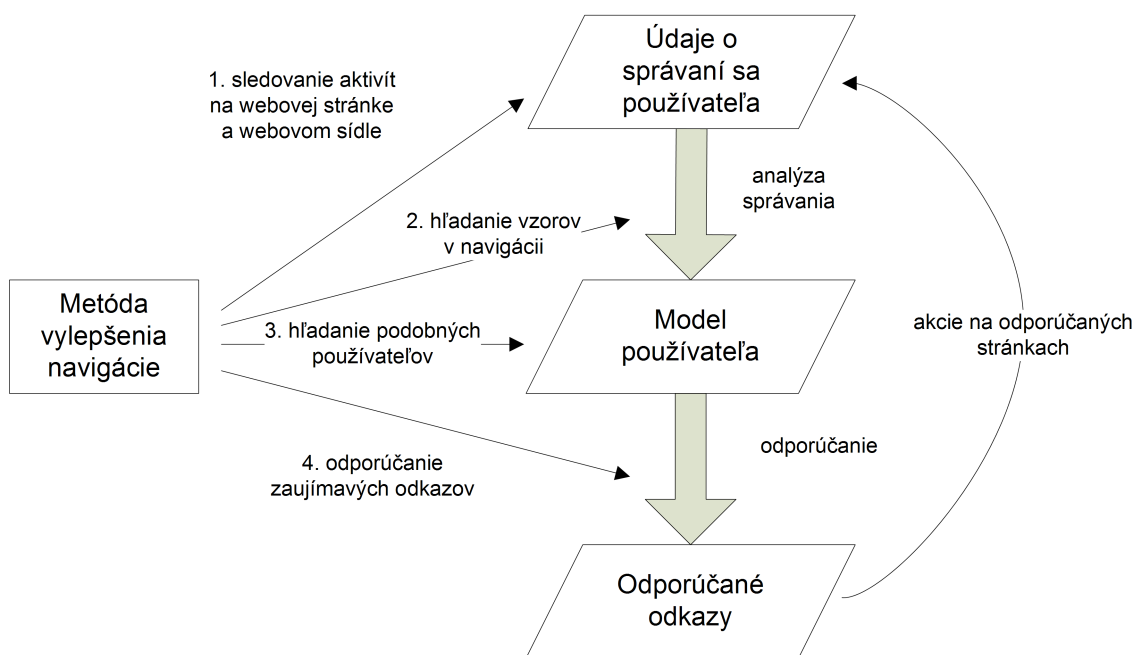 Údaje o
správaní sa
používateľa
1. sledovanie aktivít
na webovej stránke
a webovom sídle
analýza
správania
2. hľadanie vzorov
v navigácii
Metóda
vylepšenia
navigácie
3. hľadanie podobných
používateľov
Model
používateľa
akcie na odporúčaných
stránkach
odporúčanie
4. odporúčanie
zaujímavých odkazov
Odporúčané
odkazy